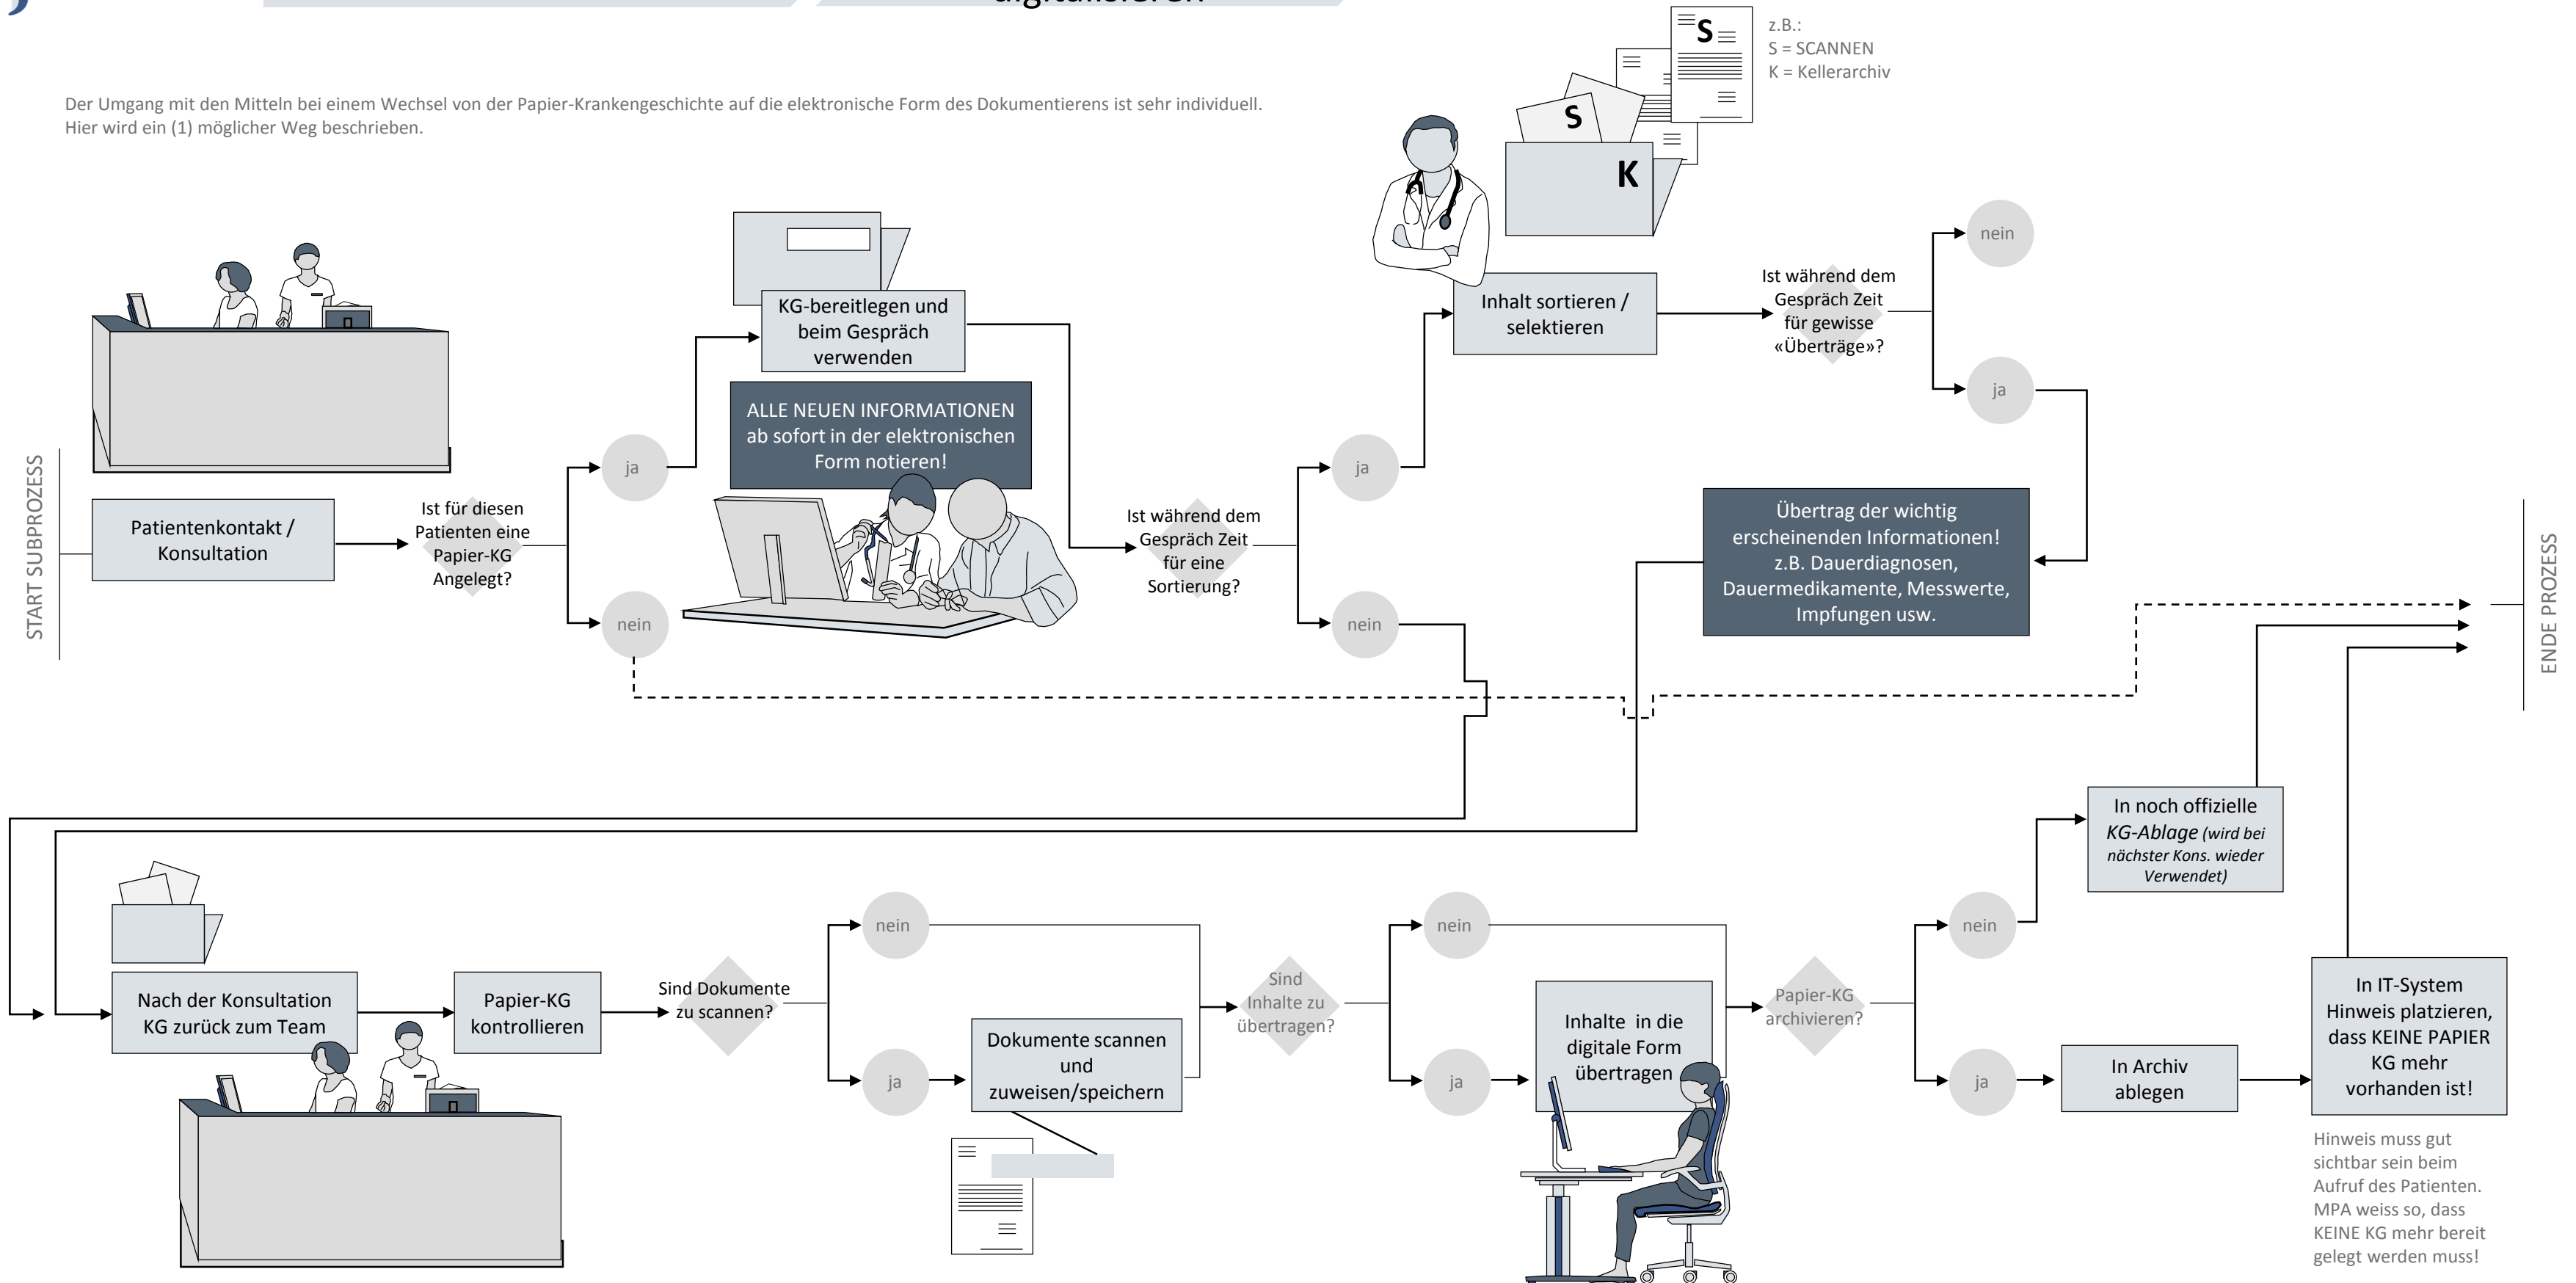 digitalisieren
z.B.:
S = SCANNEN
K = Kellerarchiv
S
S
K
Der Umgang mit den Mitteln bei einem Wechsel von der Papier-Krankengeschichte auf die elektronische Form des Dokumentierens ist sehr individuell.
Hier wird ein (1) möglicher Weg beschrieben.
START SUBPROZESS
Patientenkontakt /
Konsultation
Ist für diesen
Patienten eine
Papier-KG
Angelegt?
ja
nein
KG-bereitlegen und
beim Gespräch
verwenden
ALLE NEUEN INFORMATIONEN
ab sofort in der elektronischen
Form notieren!
Ist während dem
Gespräch Zeit
für eine
Sortierung?
ja
nein
Inhalt sortieren /
selektieren
Ist während dem
Gespräch Zeit
für gewisse
«Überträge»?
nein
ja
Übertrag der wichtig
erscheinenden Informationen!
z.B. Dauerdiagnosen,
Dauermedikamente, Messwerte,
Impfungen usw.
ENDE PROZESS
Nach der Konsultation
KG zurück zum Team
Papier-KG
kontrollieren
Sind Dokumente
zu scannen?
nein
ja
Dokumente scannen
und
zuweisen/speichern
Sind
Inhalte zu
übertragen?
nein
ja
Inhalte in die
digitale Form
übertragen
Papier-KG
archivieren?
nein
ja
In noch offizielle
KG-Ablage (wird bei
nächster Kons. wieder
Verwendet)
In Archiv
ablegen
In IT-System
Hinweis platzieren,
dass KEINE PAPIER
KG mehr
vorhanden ist!
Hinweis muss gut
sichtbar sein beim
Aufruf des Patienten.
MPA weiss so, dass
KEINE KG mehr bereit
gelegt werden muss!